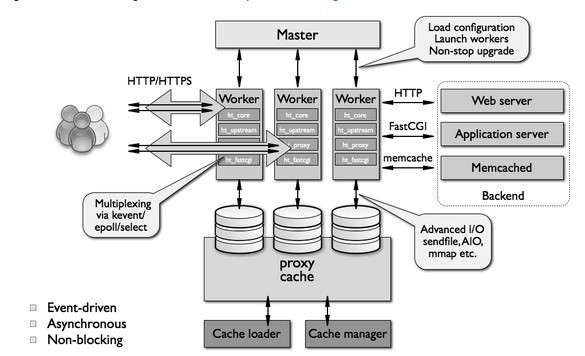 Master
Load configuration
Launch workers
Non-stop upgrade
HTTP/HTTPS
Worker
ht_core
ht_upstream
ht_fastcgi
Worker
ht_core
ht_upstream
_proxy
ht_fastcgi
Worker
ht_core
ht_upstream
ht_proxy
ht_fastcgi
HTTP
FastCGI
memcache
Web server
Application server
Memcached
Backend
Multiplexing
via kevent/
epoll/select
Advanced I/O
sendfile, AIO,
mmap etc.
proxy
cache
Cache loader
Cache manager
Event-driven
Asynchronous
Non-blocking